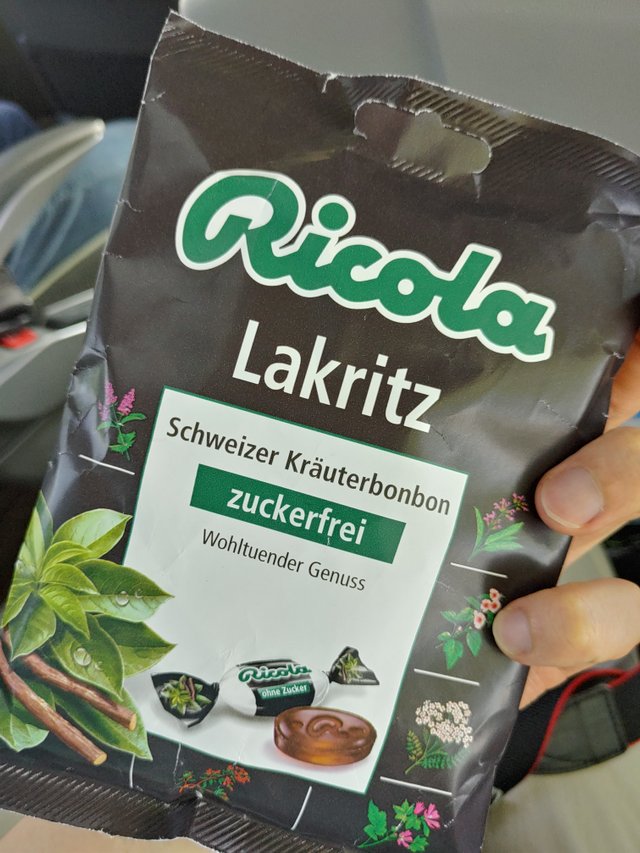 Ricola
Lakritz
Schweizer Kräuterbonbon
zuckerfrei
Wohltuender Genuss
Ricola
ohne Zucker